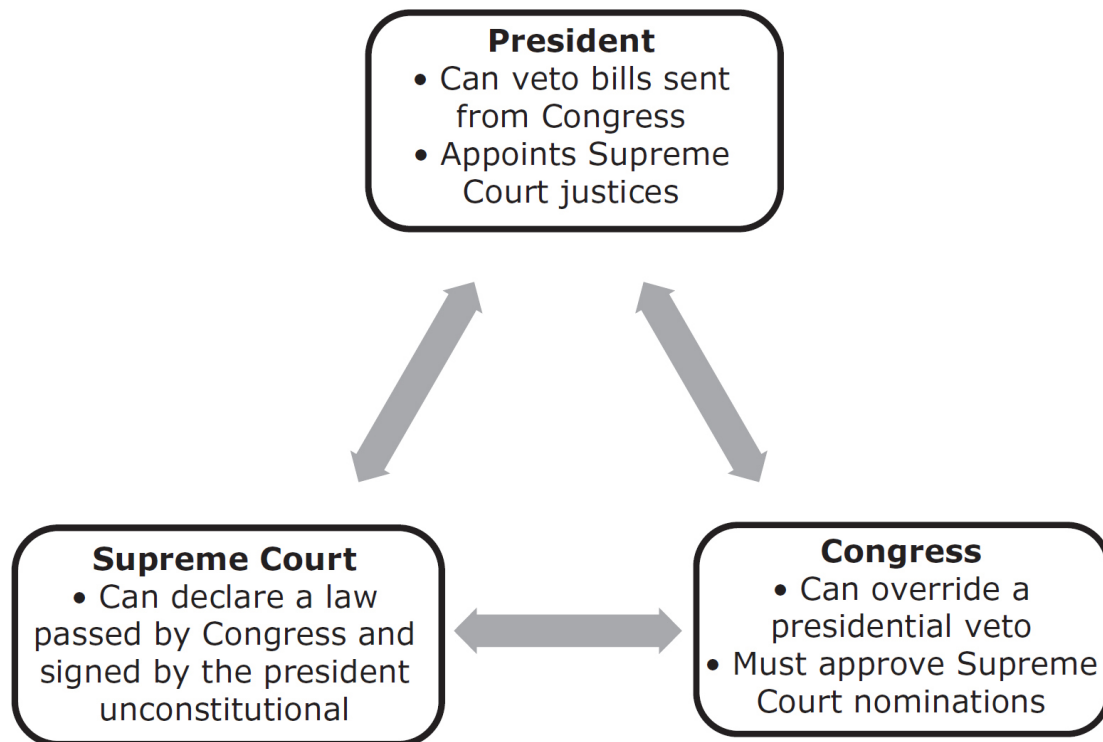 President
• Can veto bills sent
from Congress
• Appoints Supreme
Court justices
Supreme Court
• Can declare a law
passed by Congress and
signed by the president
unconstitutional
Congress
• Can override a
presidential veto
• Must approve Supreme
Court nominations